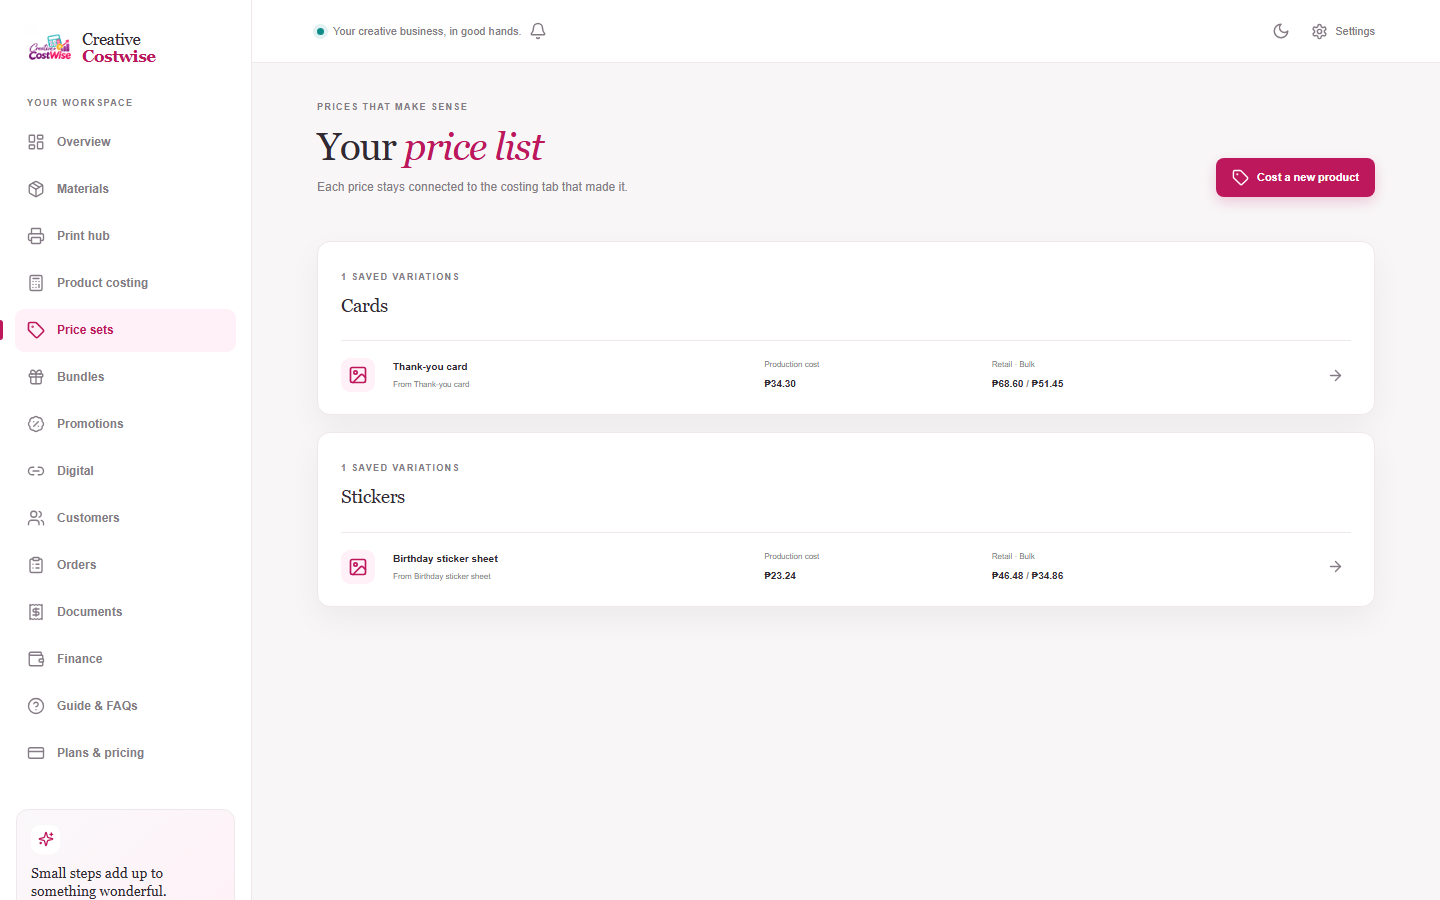 Creative
CostWise
Creative
Costwise
YOUR WORKSPACE
Overview
Materials
Print hub
Product costing
Price sets
Bundles
Promotions
Digital
Customers
Orders
Documents
Finance
Guide & FAQs
Plans & pricing
Small steps add up to
something wonderful.
Your creative business, in good hands.
Settings
PRICES THAT MAKE SENSE
Your price list
Each price stays connected to the costing tab that made it.
Cost a new product
1 SAVED VARIATIONS
Cards
Thank-you card
From Thank-you card
Production cost
₱34.30
Retail · Bulk
₱68.60 / ₱51.45
1 SAVED VARIATIONS
Stickers
Birthday sticker sheet
From Birthday sticker sheet
Production cost
₱23.24
Retail · Bulk
₱46.48 / ₱34.86